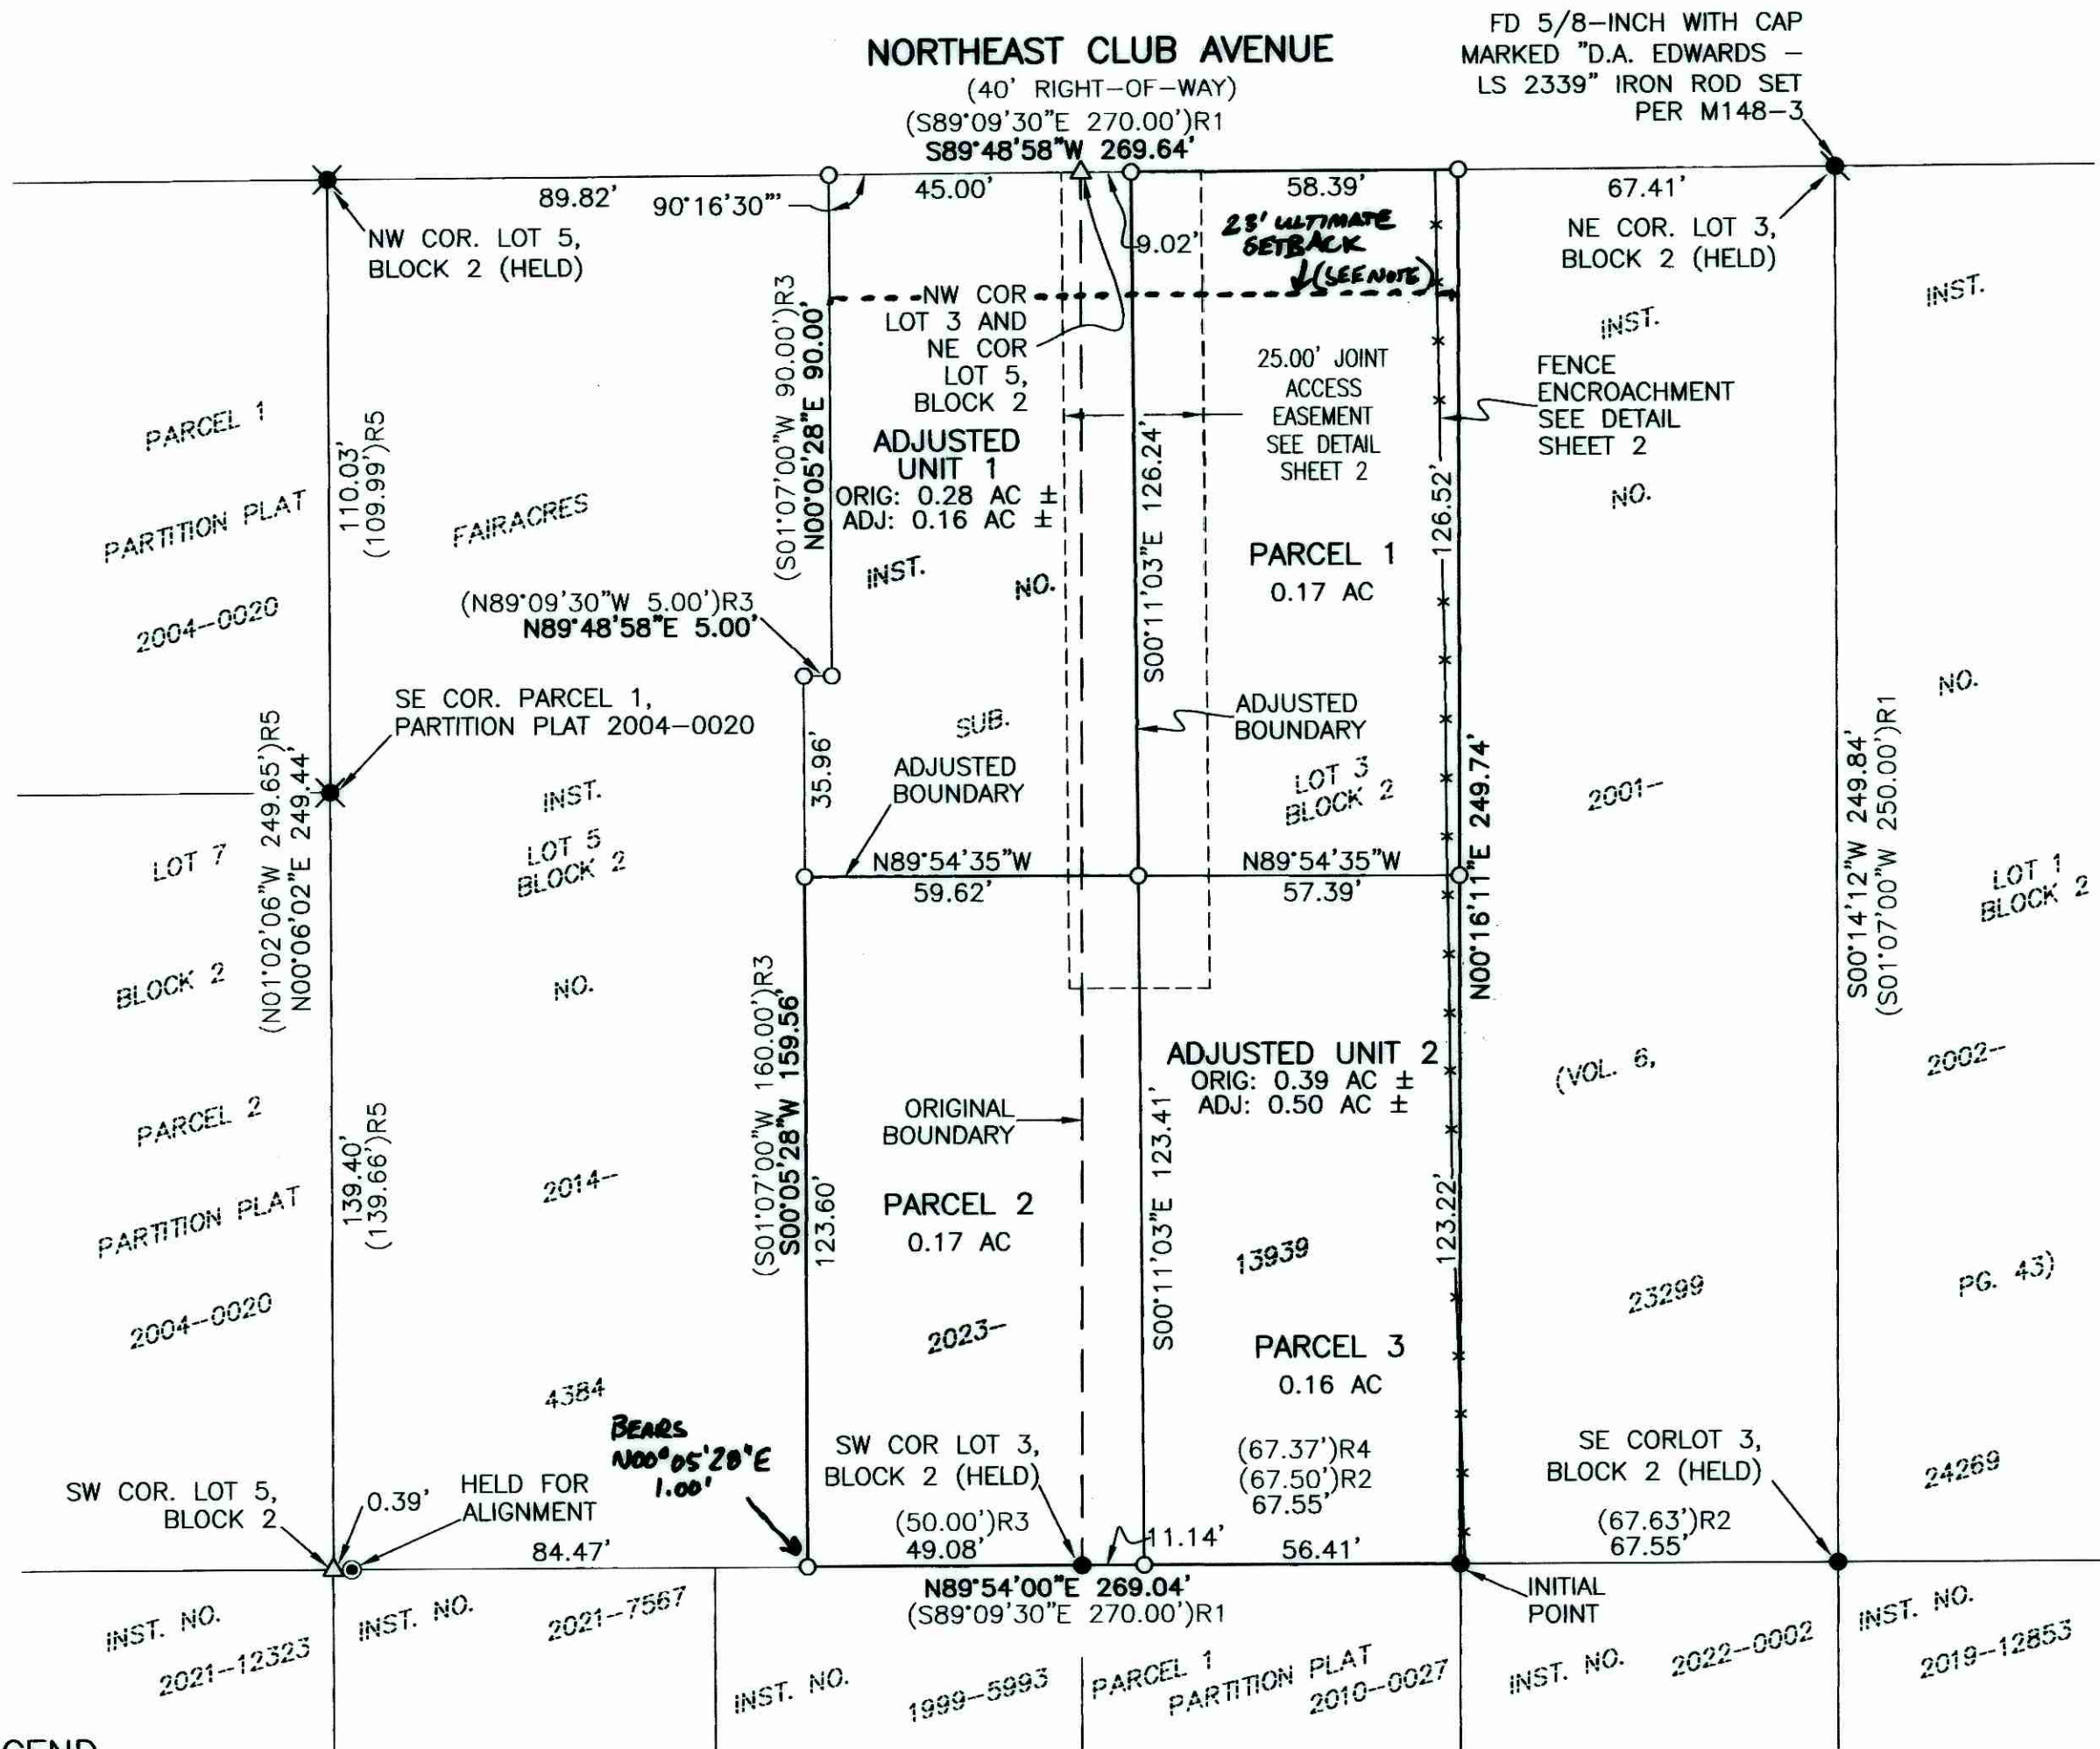 NORTHEAST CLUB AVENUE
(40' RIGHT-OF-WAY)
(S89°09'30"E 270.00')R1
S89°48'58"W 269.64'
FD 5/8-INCH WITH CAP
MARKED "D.A. EDWARDS -
LS 2339" IRON ROD SET
PER M148-3
89.82'
90°16'30"'
45.00'
9.02'
58.39'
67.41'
NW COR. LOT 5,
BLOCK 2 (HELD)
23' ULTIMATE
SETBACK
(SEE NOTE)
NE COR. LOT 3,
BLOCK 2 (HELD)
NW COR
LOT 3 AND
NE COR
LOT 5,
BLOCK 2
25.00' JOINT
ACCESS
EASEMENT
SEE DETAIL
SHEET 2
FENCE
ENCROACHMENT
SEE DETAIL
SHEET 2
INST.
INST.
NO.
NO.
PARCEL 1
PARTITION PLAT
2004-0020
110.03'
(109.99')R5
FAIRACRES
(S01°07'00"W 90.00')R3
N00°05'28"E 90.00'
ADJUSTED
UNIT 1
ORIG: 0.28 AC ±
ADJ: 0.16 AC ±
INST.
NO.
S00°11'03"E 126.24'
PARCEL 1
0.17 AC
126.52'
(N89°09'30"W 5.00')R3
N89°48'58"E 5.00'
SE COR. PARCEL 1,
PARTITION PLAT 2004-0020
SUB.
ADJUSTED
BOUNDARY
ADJUSTED
BOUNDARY
35.96'
LOT 3
BLOCK 2
(N01°02'06"W 249.65')R5
N00°06'02"E 249.44'
INST.
LOT 5
BLOCK 2
NO.
N89°54'35"W
59.62'
N89°54'35"W
57.39'
N00°16'11"E 249.74'
2001-
S00°14'12"W 249.84'
(S01°07'00"W 250.00')R1
LOT 1
BLOCK 2
LOT 7
BLOCK 2
PARCEL 2
PARTITION PLAT
2004-0020
139.40'
(139.66')R5
2014-
4384
(S01°07'00"W 160.00')R3
S00°05'28"W 159.56'
123.60'
ORIGINAL
BOUNDARY
PARCEL 2
0.17 AC
2023-
S00°11'03"E 123.41'
ADJUSTED UNIT 2
ORIG: 0.39 AC ±
ADJ: 0.50 AC ±
13939
PARCEL 3
0.16 AC
123.22'
(VOL. 6,
2002-
23299
PG. 43)
24269
BEARS
N00°05'28"E
1.00'
SW COR LOT 3,
BLOCK 2 (HELD)
(67.37')R4
(67.50')R2
67.55'
SE CORLOT 3,
BLOCK 2 (HELD)
SW COR. LOT 5,
BLOCK 2
0.39'
HELD FOR
ALIGNMENT
84.47'
(50.00')R3
49.08'
11.14'
56.41'
(67.63')R2
67.55'
N89°54'00"E 269.04'
(S89°09'30"E 270.00')R1
INITIAL
POINT
INST. NO.
2021-12323
INST. NO.
2021-7567
INST. NO.
1999-5993
PARCEL 1
PARTITION PLAT
2010-0027
INST. NO.
2022-0002
INST. NO.
2019-12853